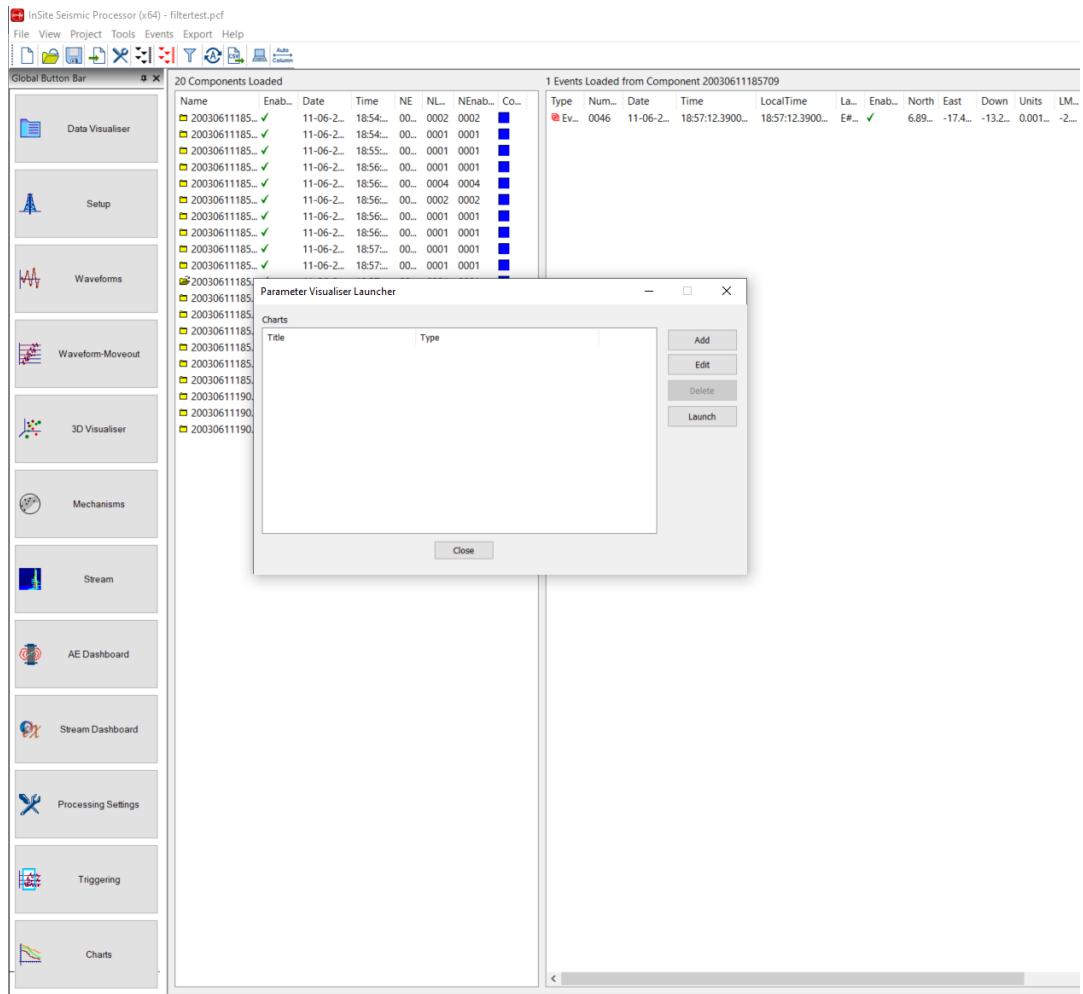 InSite Seismic Processor (x64) - filtertest.pcf
File View Project Tools Events Export Help
CSV Auto Column
Global Button Bar
Data Visualiser
Setup
Waveforms
Waveform-Moveout
3D Visualiser
Mechanisms
Stream
AE Dashboard
Stream Dashboard
Processing Settings
Triggering
Charts
20 Components Loaded
Name Enab... Date Time NE NL... NEnab... Co...
20030611185... ✓ 11-06-2... 18:54:... 00... 0002 0002
20030611185... ✓ 11-06-2... 18:54:... 00... 0001 0001
20030611185... ✓ 11-06-2... 18:55:... 00... 0001 0001
20030611185... ✓ 11-06-2... 18:56:... 00... 0001 0001
20030611185... ✓ 11-06-2... 18:56:... 00... 0004 0004
20030611185... ✓ 11-06-2... 18:56:... 00... 0002 0002
20030611185... ✓ 11-06-2... 18:56:... 00... 0001 0001
20030611185... ✓ 11-06-2... 18:56:... 00... 0001 0001
20030611185... ✓ 11-06-2... 18:57:... 00... 0001 0001
20030611185... ✓ 11-06-2... 18:57:... 00... 0001 0001
20030611185.
20030611185.
20030611185.
20030611185.
20030611185.
20030611185.
20030611185.
20030611190.
20030611190.
20030611190.
1 Events Loaded from Component 20030611185709
Type Num... Date Time LocalTime La... Enab... North East Down Units LM...
Ev... 0046 11-06-2... 18:57:12.3900... 18:57:12.3900... E#... ✓ 6.89... -17.4... -13.2... 0.001... -2....
Parameter Visualiser Launcher
Charts
Title Type
Add
Edit
Delete
Launch
Close